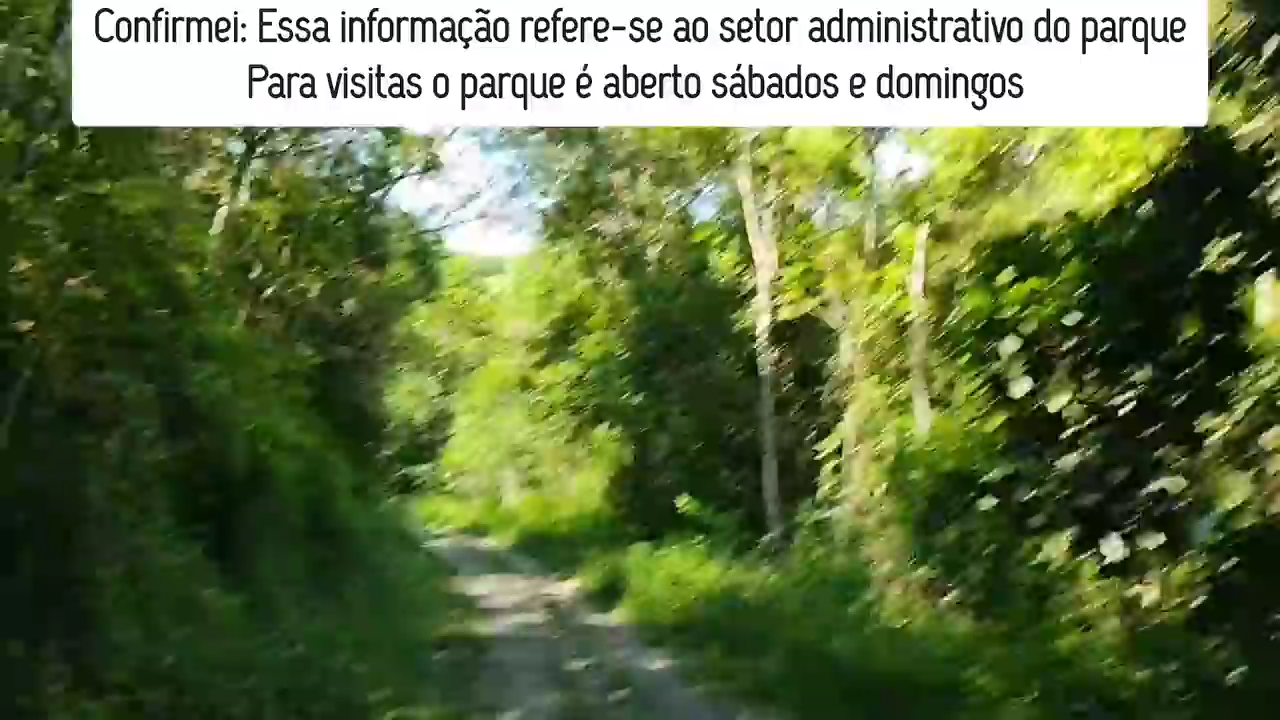 Confirmei: Essa informação refere-se ao setor administrativo do parque
Para visitas o parque é aberto sábados e domingos